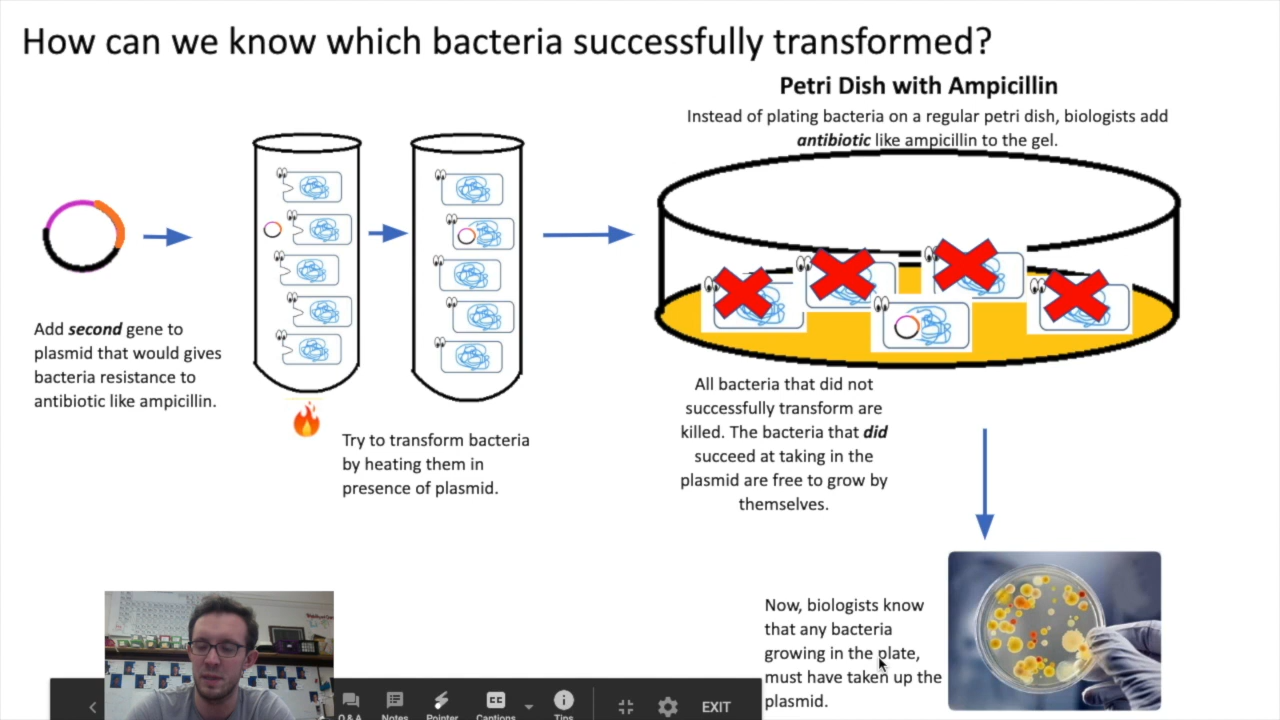 How can we know which bacteria successfully transformed?
Petri Dish with Ampicillin
Instead of plating bacteria on a regular petri dish, biologists add
antibiotic like ampicillin to the gel.
Add second gene to
plasmid that would gives
bacteria resistance to
antibiotic like ampicillin.
Try to transform bacteria
by heating them in
presence of plasmid.
All bacteria that did not
successfully transform are
killed. The bacteria that did
succeed at taking in the
plasmid are free to grow by
themselves.
Now, biologists know
that any bacteria
growing in the plate,
must have taken up the
plasmid.
CC
Q & A
Notes
Pointer
Captions
Tips
EXIT